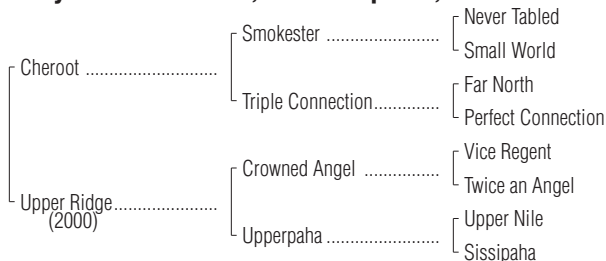 Never Tabled
Smokester ......................
Small World
Cheroot ..........................
Far North
Triple Connection.............
Perfect Connection
Vice Regent
Crowned Angel ...............
Twice an Angel
Upper Ridge....................
(2000)
Upper Nile
Upperpaha ......................
Sissipaha